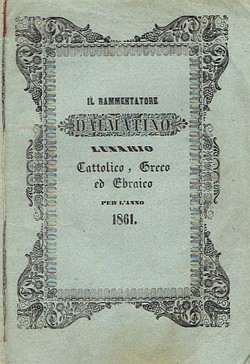 IL RAMMENTATORE
DALMATINO
LUNARIO
Cattolico, Greco
ed Ebraico
PER L'ANNO
1861.